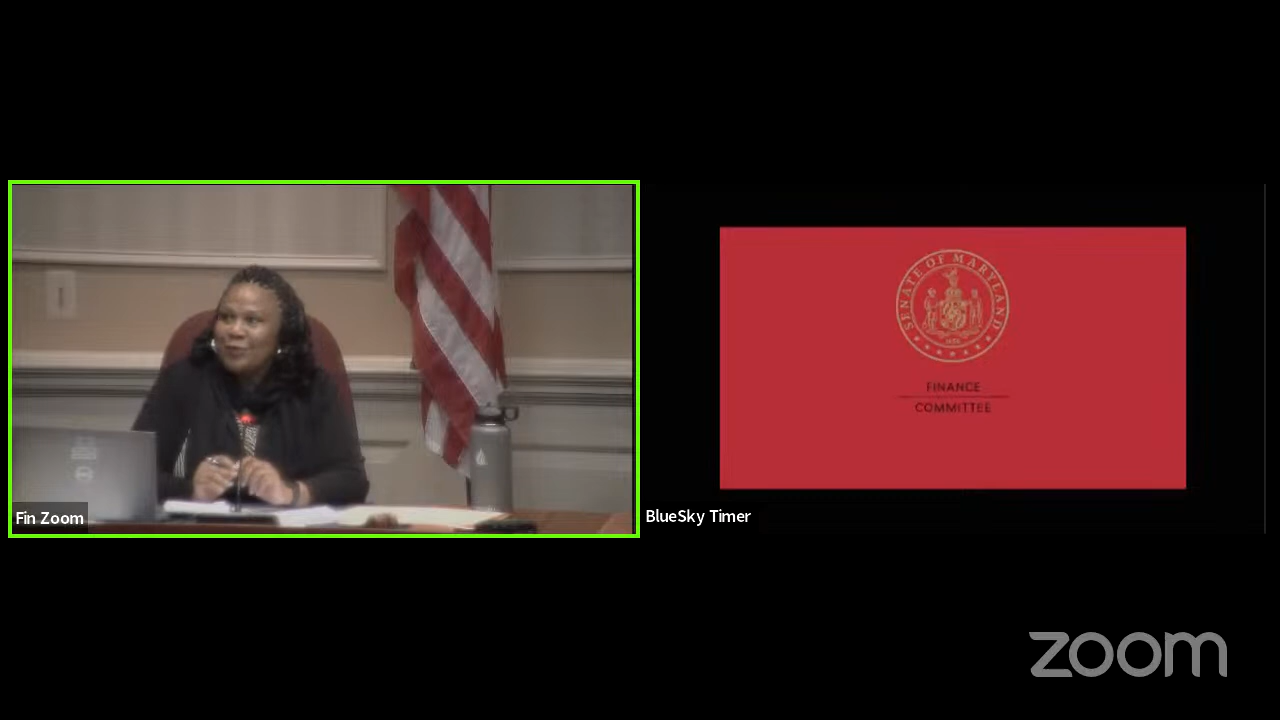 SENATE OF MARYLAND
FINANCE
COMMITTEE
Fin Zoom
BlueSky Timer
zoom